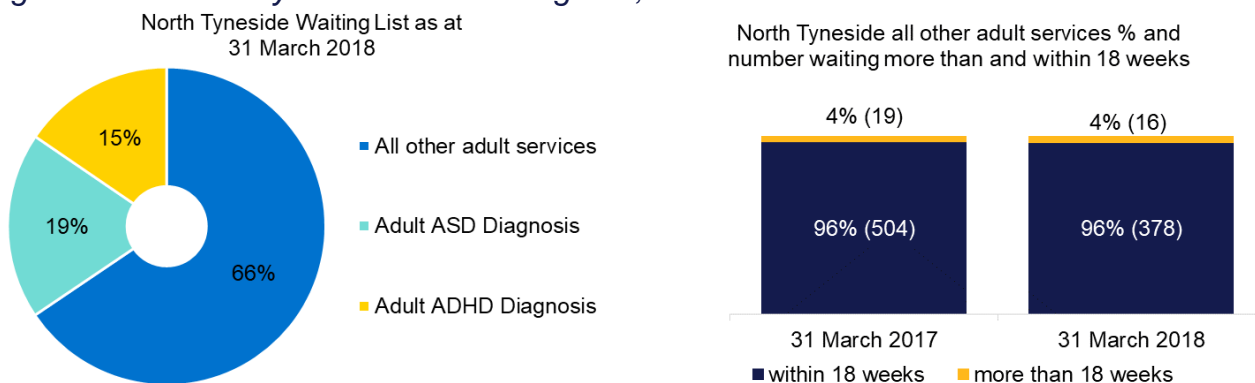 North Tyneside Waiting List as at
31 March 2018
15%
19%
66%
All other adult services
Adult ASD Diagnosis
Adult ADHD Diagnosis
North Tyneside all other adult services % and
number waiting more than and within 18 weeks
4% (19)
4% (16)
96% (504)
96% (378)
31 March 2017
31 March 2018
within 18 weeks
more than 18 weeks